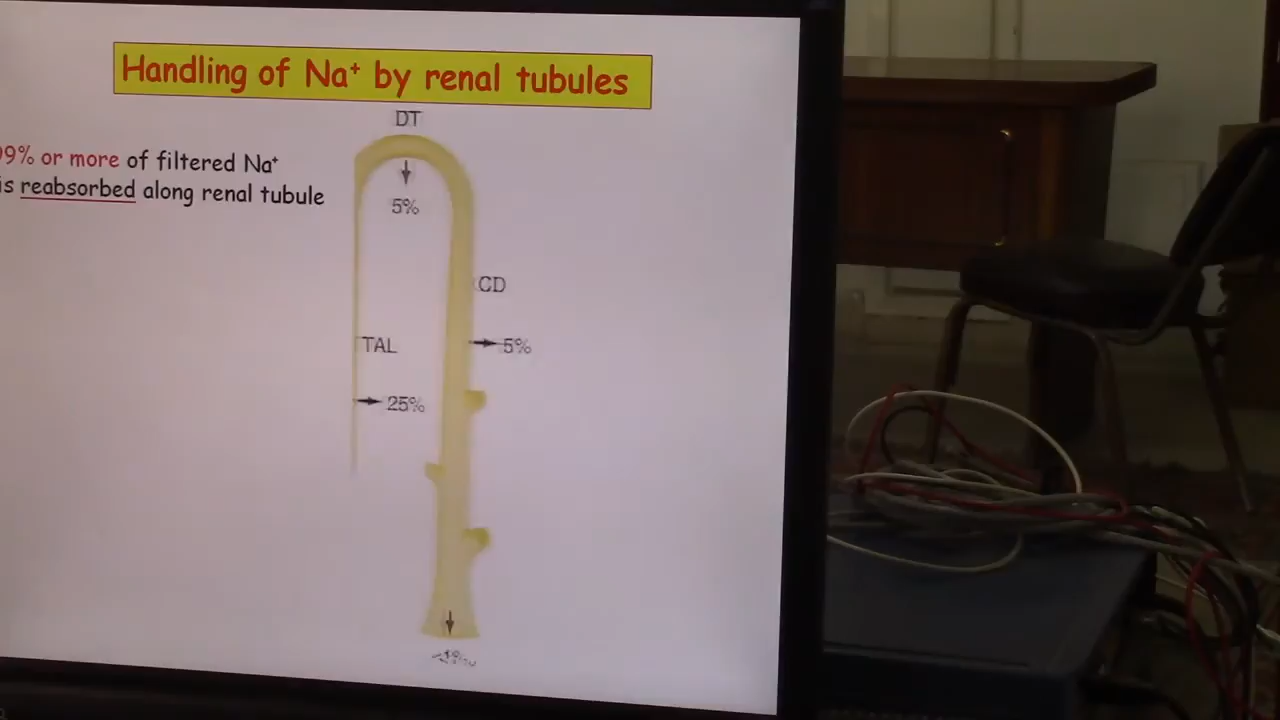 Handling of Na⁺ by renal tubules
DT
99% or more of filtered Na⁺
is reabsorbed along renal tubule
5%
CD
TAL
5%
25%